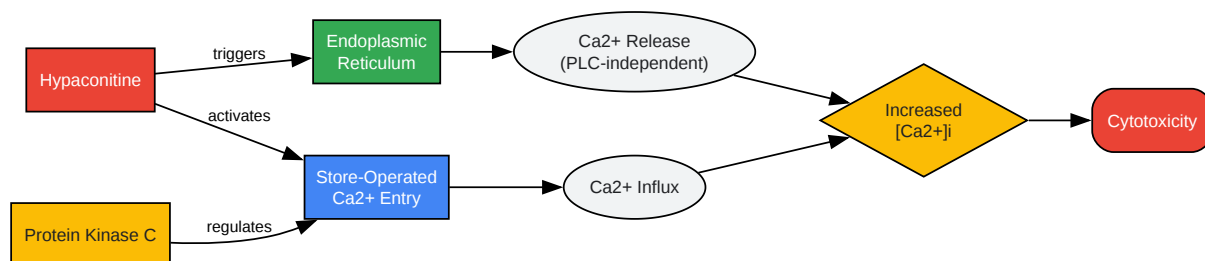 Hypaconitine
triggers
activates
Endoplasmic
Reticulum
Ca2+ Release
(PLC-independent)
Store-Operated
Ca2+ Entry
Ca2+ Influx
Protein Kinase C
regulates
Increased
[Ca2+]i
Cytotoxicity